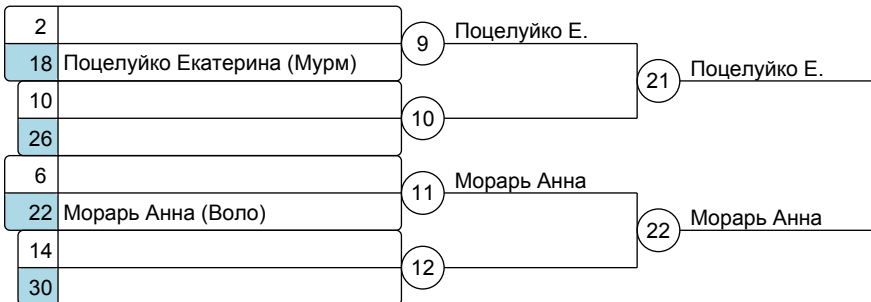 2
9
Поцелуйко Е.
18 Поцелуйко Екатерина (Мурм)
21
Поцелуйко Е.
10
10
26
6
11
Морарь Анна
22 Морарь Анна (Воло)
22
Морарь Анна
14
12
30